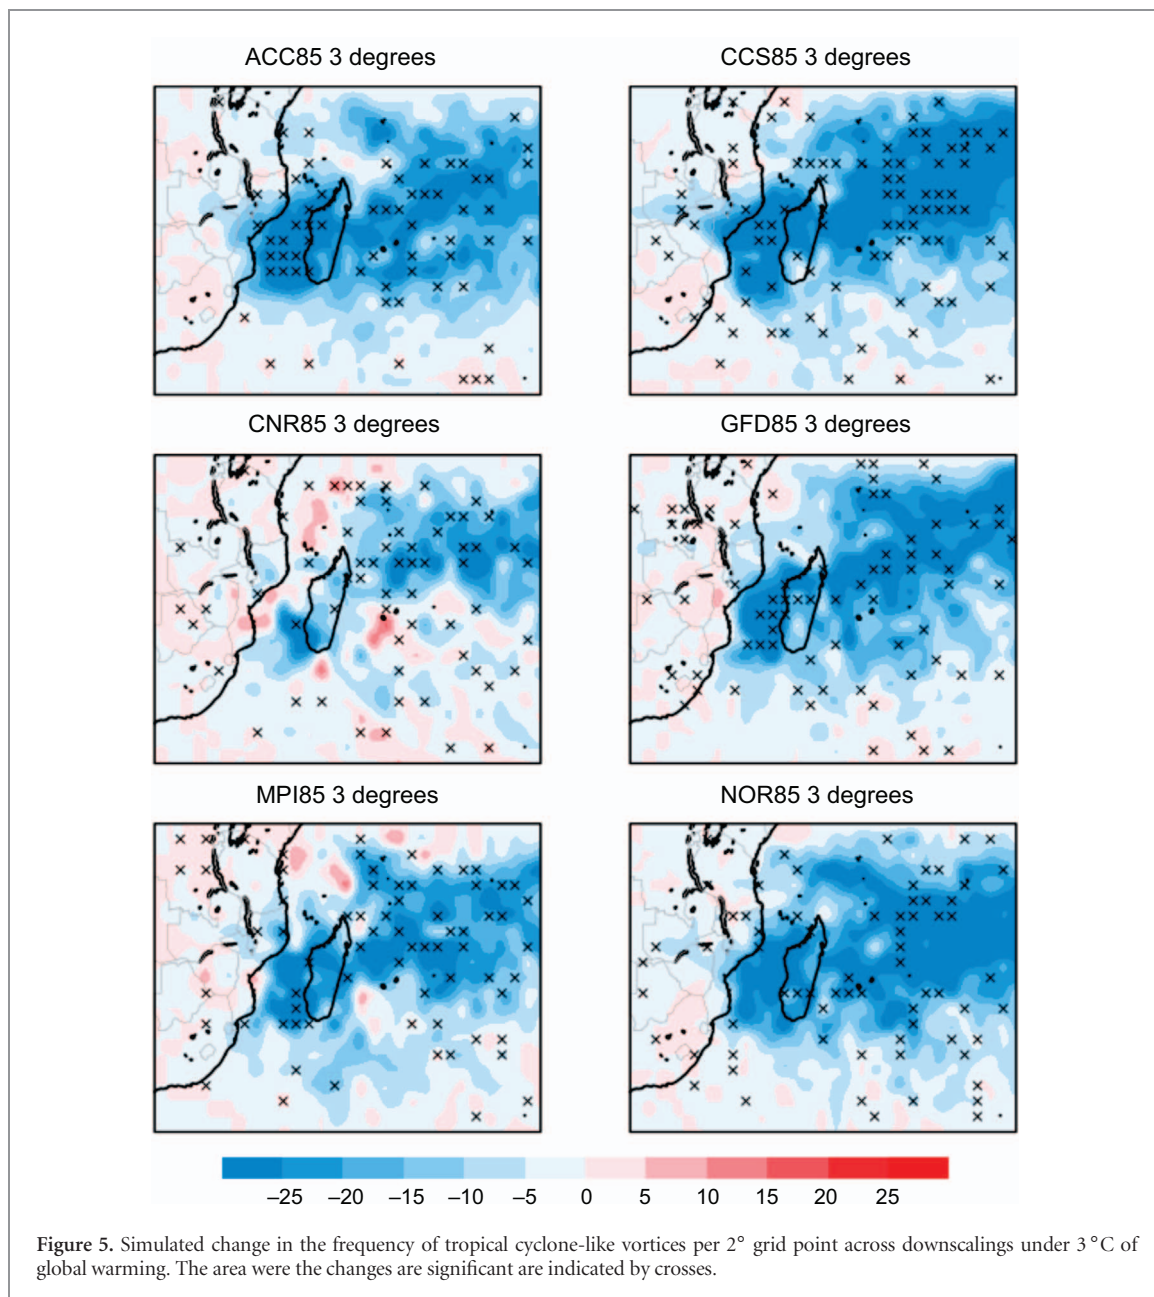 ACC85 3 degrees
CCS85 3 degrees
CNR85 3 degrees
GFD85 3 degrees
MPI85 3 degrees
NOR85 3 degrees
−25 −20 −15 −10 −5 0 5 10 15 20 25
Figure 5. Simulated change in the frequency of tropical cyclone-like vortices per 2° grid point across downscalings under 3 °C of
global warming. The area were the changes are significant are indicated by crosses.